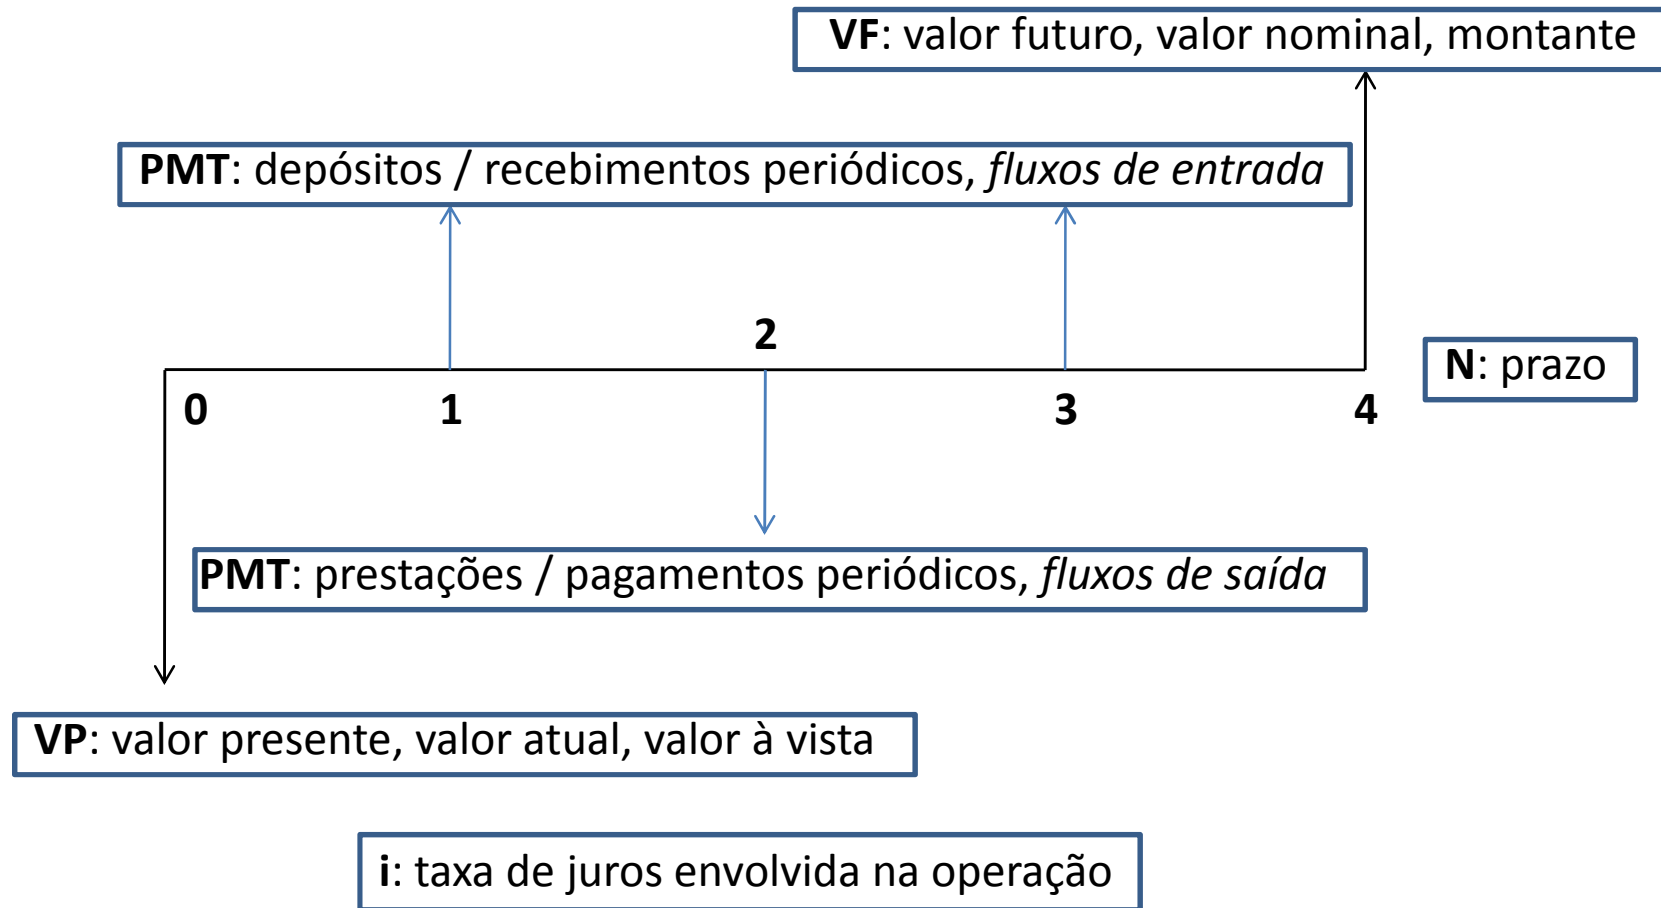 VF: valor futuro, valor nominal, montante
PMT: depósitos / recebimentos periódicos, fluxos de entrada
2
N: prazo
0
1
3
4
PMT: prestações / pagamentos periódicos, fluxos de saída
VP: valor presente, valor atual, valor à vista
i: taxa de juros envolvida na operação